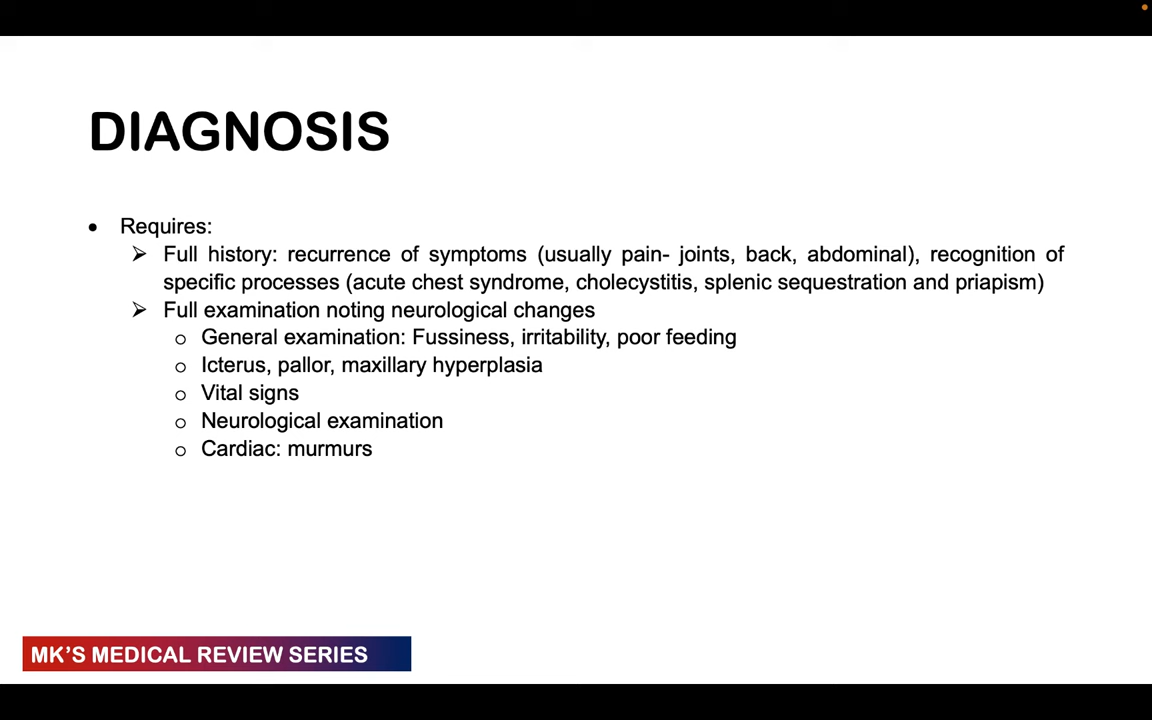 DIAGNOSIS
• Requires:
➢ Full history: recurrence of symptoms (usually pain- joints, back, abdominal), recognition of
specific processes (acute chest syndrome, cholecystitis, splenic sequestration and priapism)
➢ Full examination noting neurological changes
o General examination: Fussiness, irritability, poor feeding
o Icterus, pallor, maxillary hyperplasia
o Vital signs
o Neurological examination
o Cardiac: murmurs
MK'S MEDICAL REVIEW SERIES